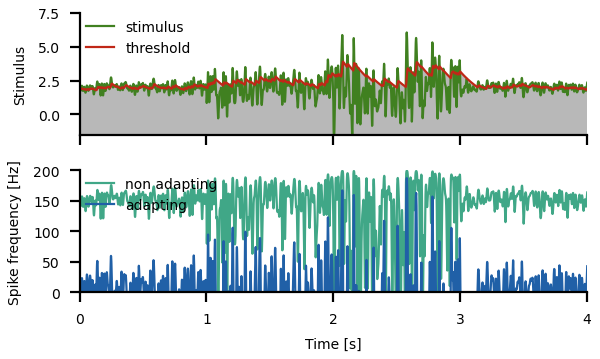 7.5
5.0
2.5
0.0
Stimulus
stimulus
threshold
200
150
100
50
0
Spike frequency [Hz]
non adapting
adapting
0 1 2 3 4
Time [s]